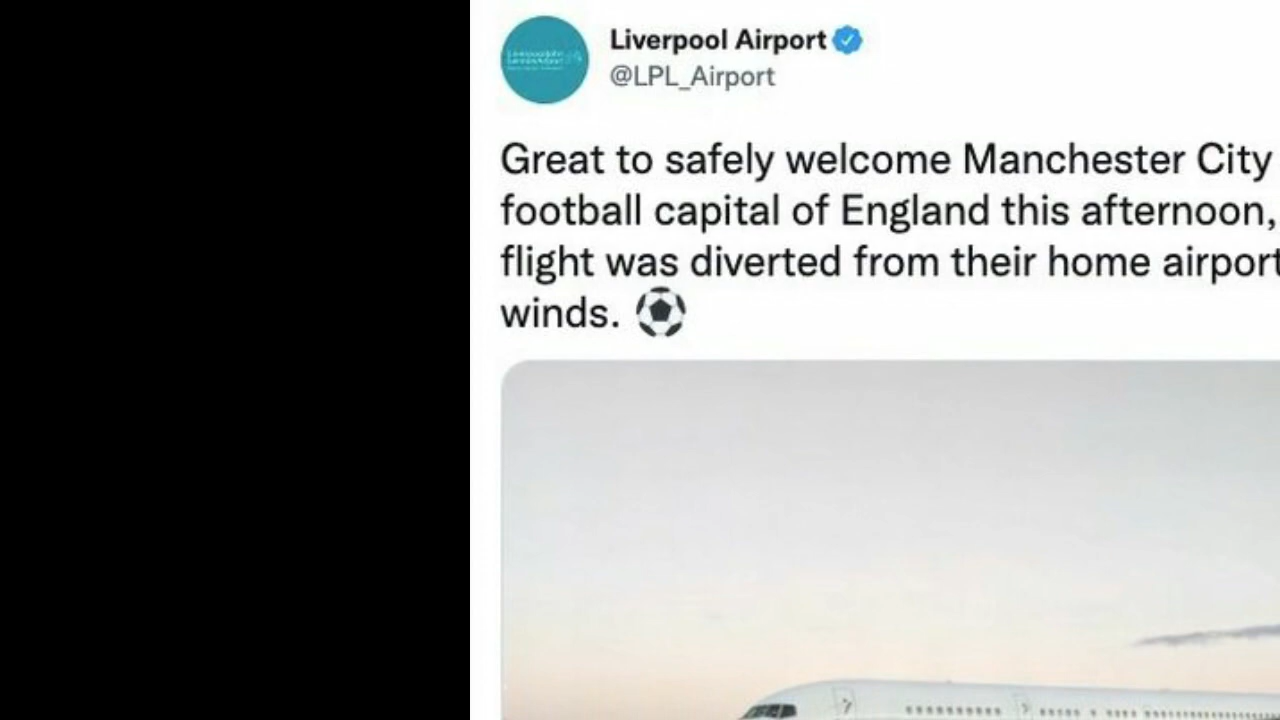 Liverpool Airport
@LPL_Airport
Great to safely welcome Manchester City
football capital of England this afternoon,
flight was diverted from their home airport
winds. ⚽